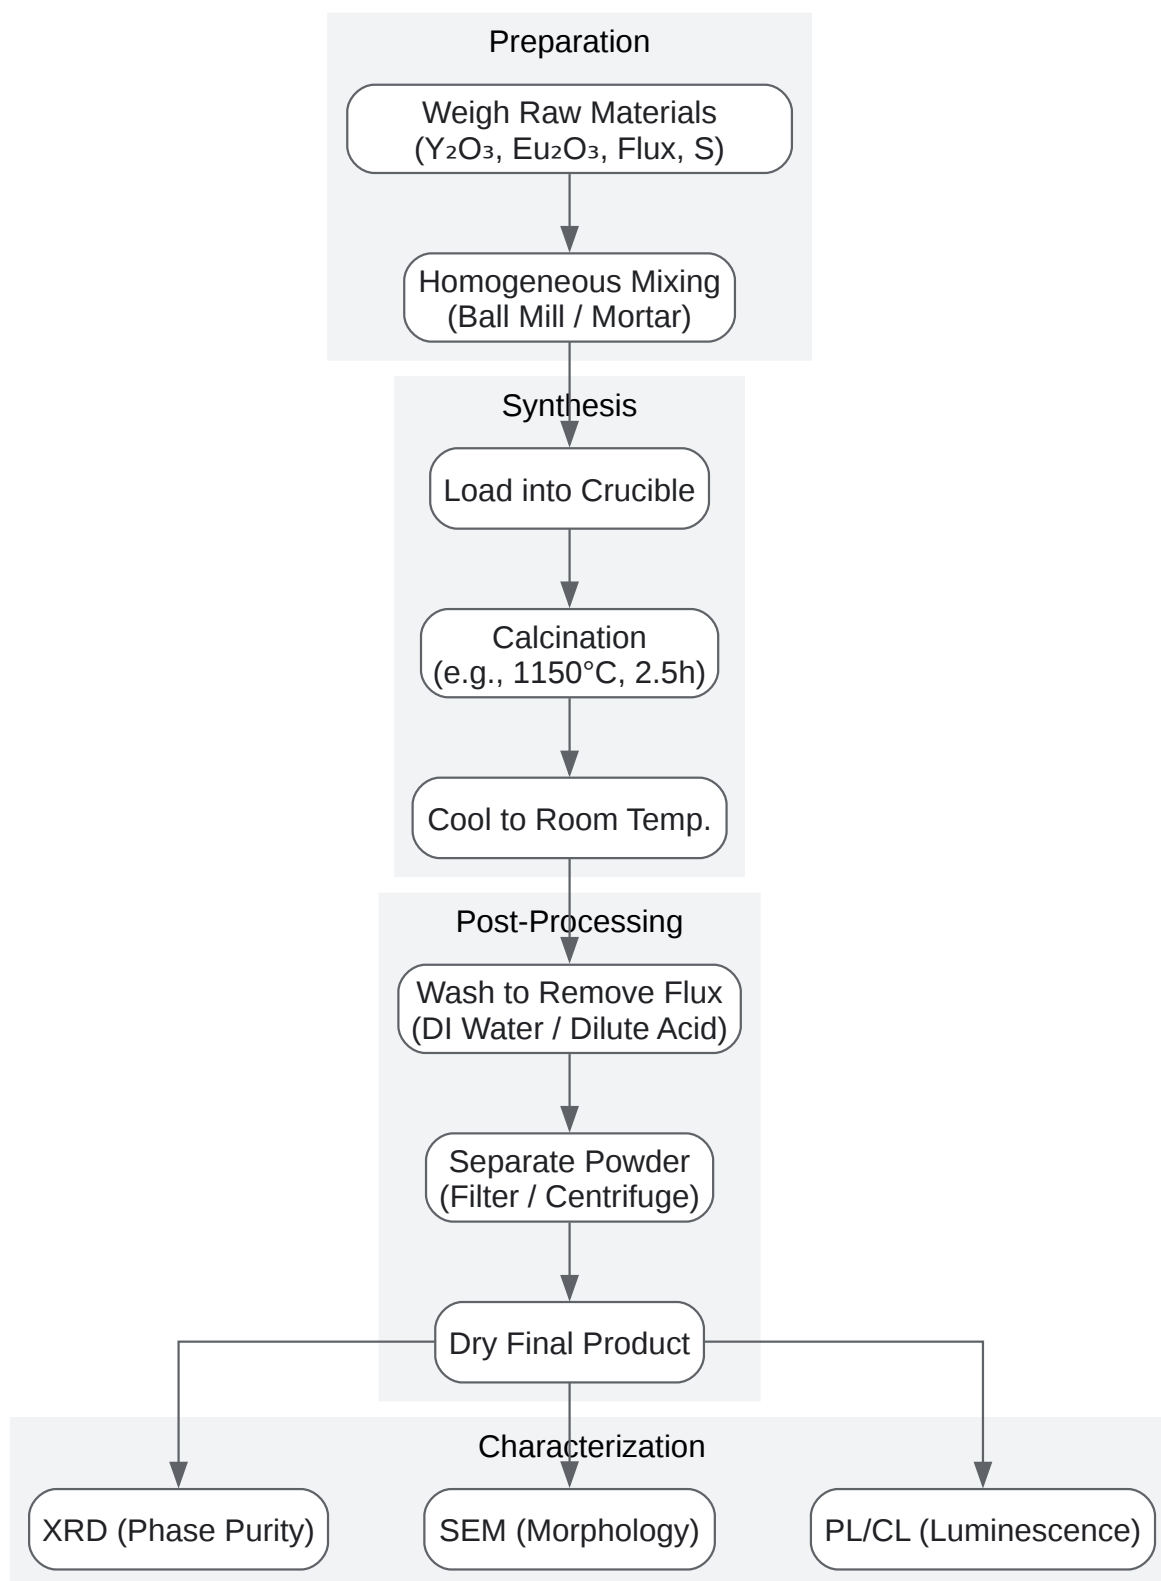 Preparation
Weigh Raw Materials
(Y₂O₃, Eu₂O₃, Flux, S)
Homogeneous Mixing
(Ball Mill / Mortar)
Synthesis
Load into Crucible
Calcination
(e.g., 1150°C, 2.5h)
Cool to Room Temp.
Post-Processing
Wash to Remove Flux
(DI Water / Dilute Acid)
Separate Powder
(Filter / Centrifuge)
Dry Final Product
Characterization
XRD (Phase Purity)
SEM (Morphology)
PL/CL (Luminescence)